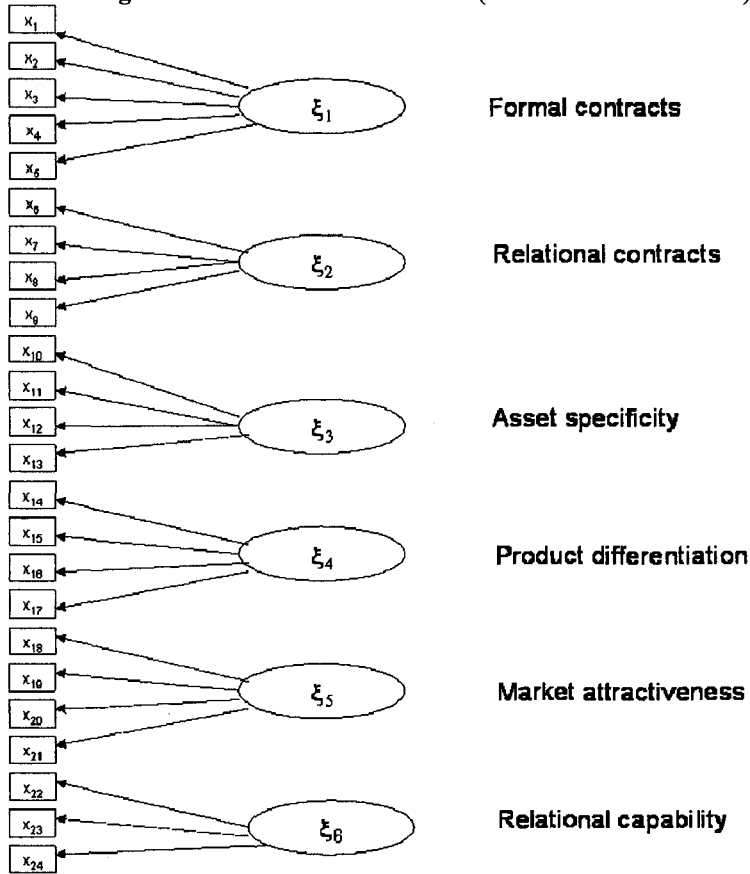 x1
x2
x3
x4
x5
ξ1 Formal contracts
x6
x7
x8
x9
ξ2 Relational contracts
x10
x11
x12
x13
ξ3 Asset specificity
x14
x15
x16
x17
ξ4 Product differentiation
x18
x19
x20
x21
ξ5 Market attractiveness
x22
x23
x24
ξ6 Relational capability